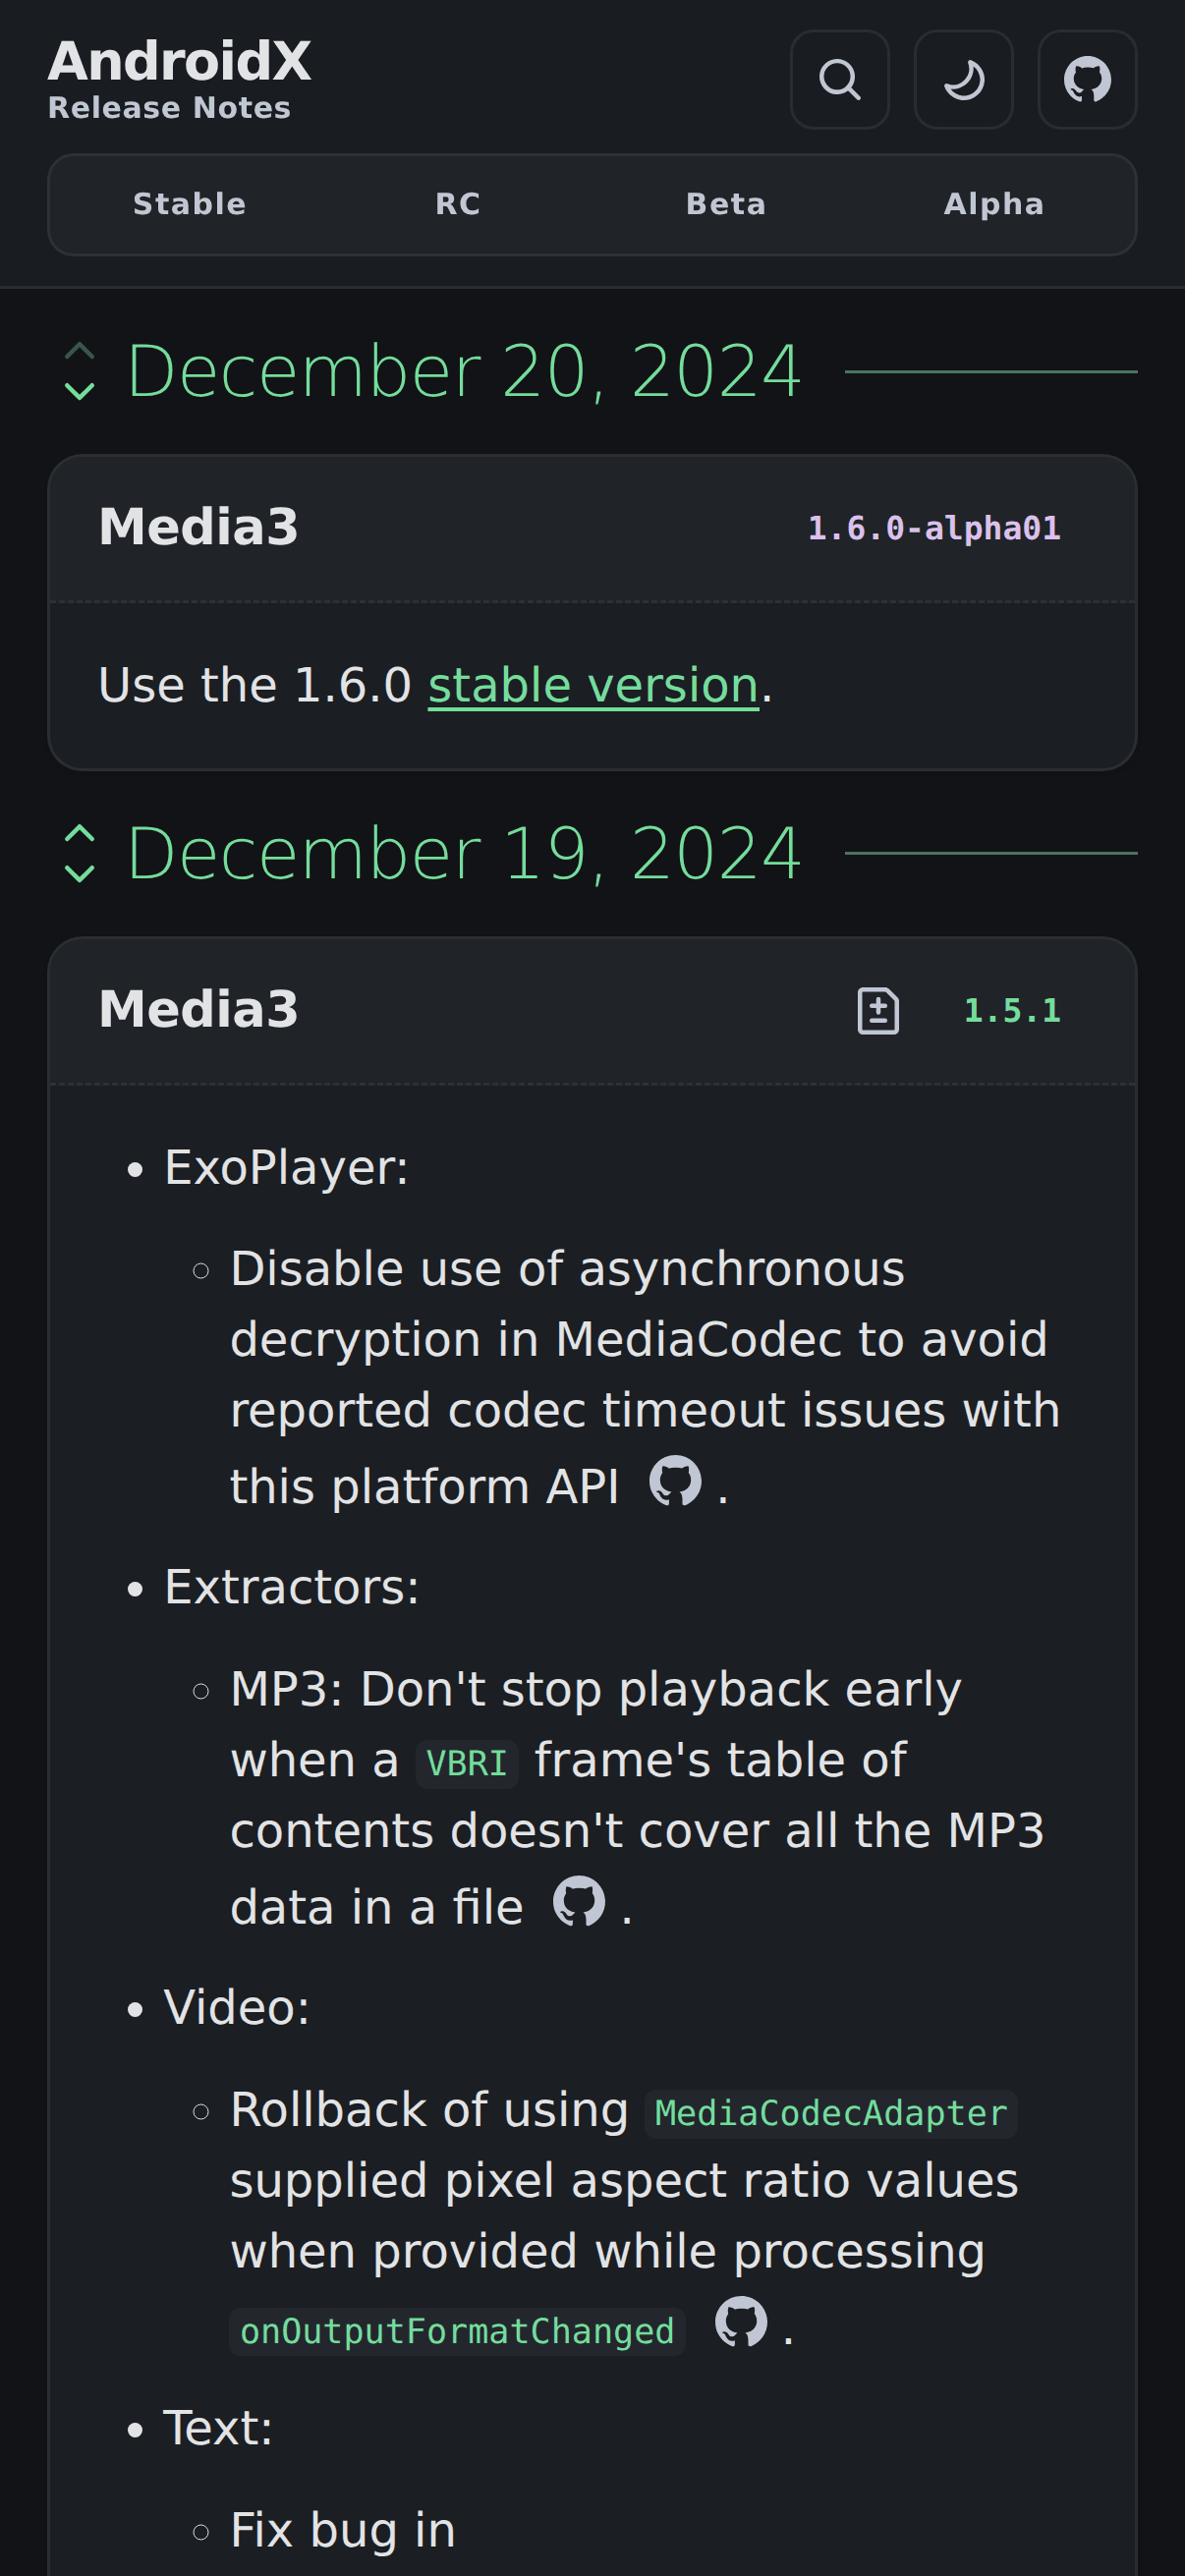 AndroidX
Release Notes
Stable RC Beta Alpha
December 20, 2024
Media3 1.6.0-alpha01
Use the 1.6.0 stable version.
December 19, 2024
Media3 1.5.1
• ExoPlayer:
◦ Disable use of asynchronous
decryption in MediaCodec to avoid
reported codec timeout issues with
this platform API .
• Extractors:
◦ MP3: Don't stop playback early
when a VBRI frame's table of
contents doesn't cover all the MP3
data in a file .
• Video:
◦ Rollback of using MediaCodecAdapter
supplied pixel aspect ratio values
when provided while processing
onOutputFormatChanged .
• Text:
◦ Fix bug in